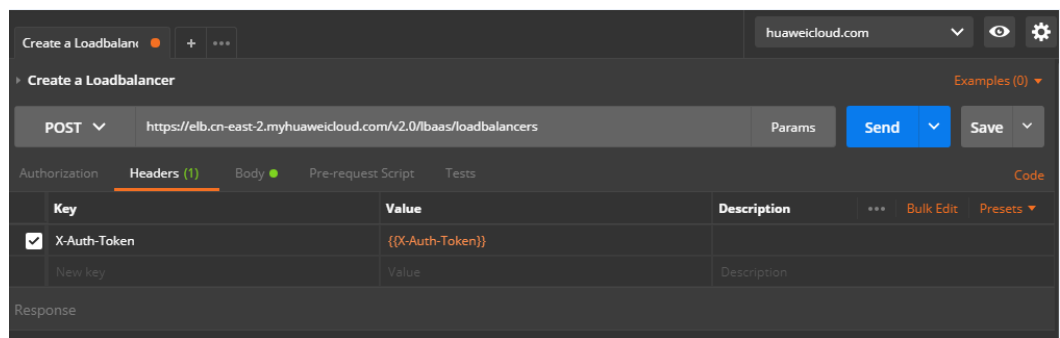 Create a Loadbalan
+
huaweicloud.com
Create a Loadbalancer
Examples (0)
POST https://elb.cn-east-2.myhuaweicloud.com/v2.0/lbaas/loadbalancers Params Send Save
Authorization Headers (1) Body Pre-request Script Tests Code
Key Value Description Bulk Edit Presets
X-Auth-Token {{X-Auth-Token}}
New key Value Description
Response